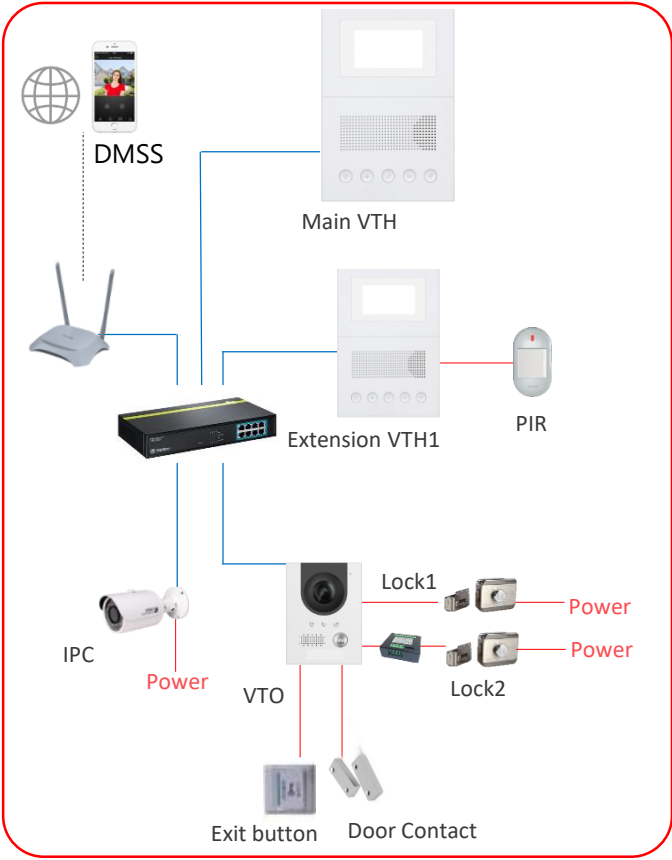 DMSS
Main VTH
Extension VTH1
PIR
IPC
Power
VTO
Lock1
Power
Power
Lock2
Exit button
Door Contact